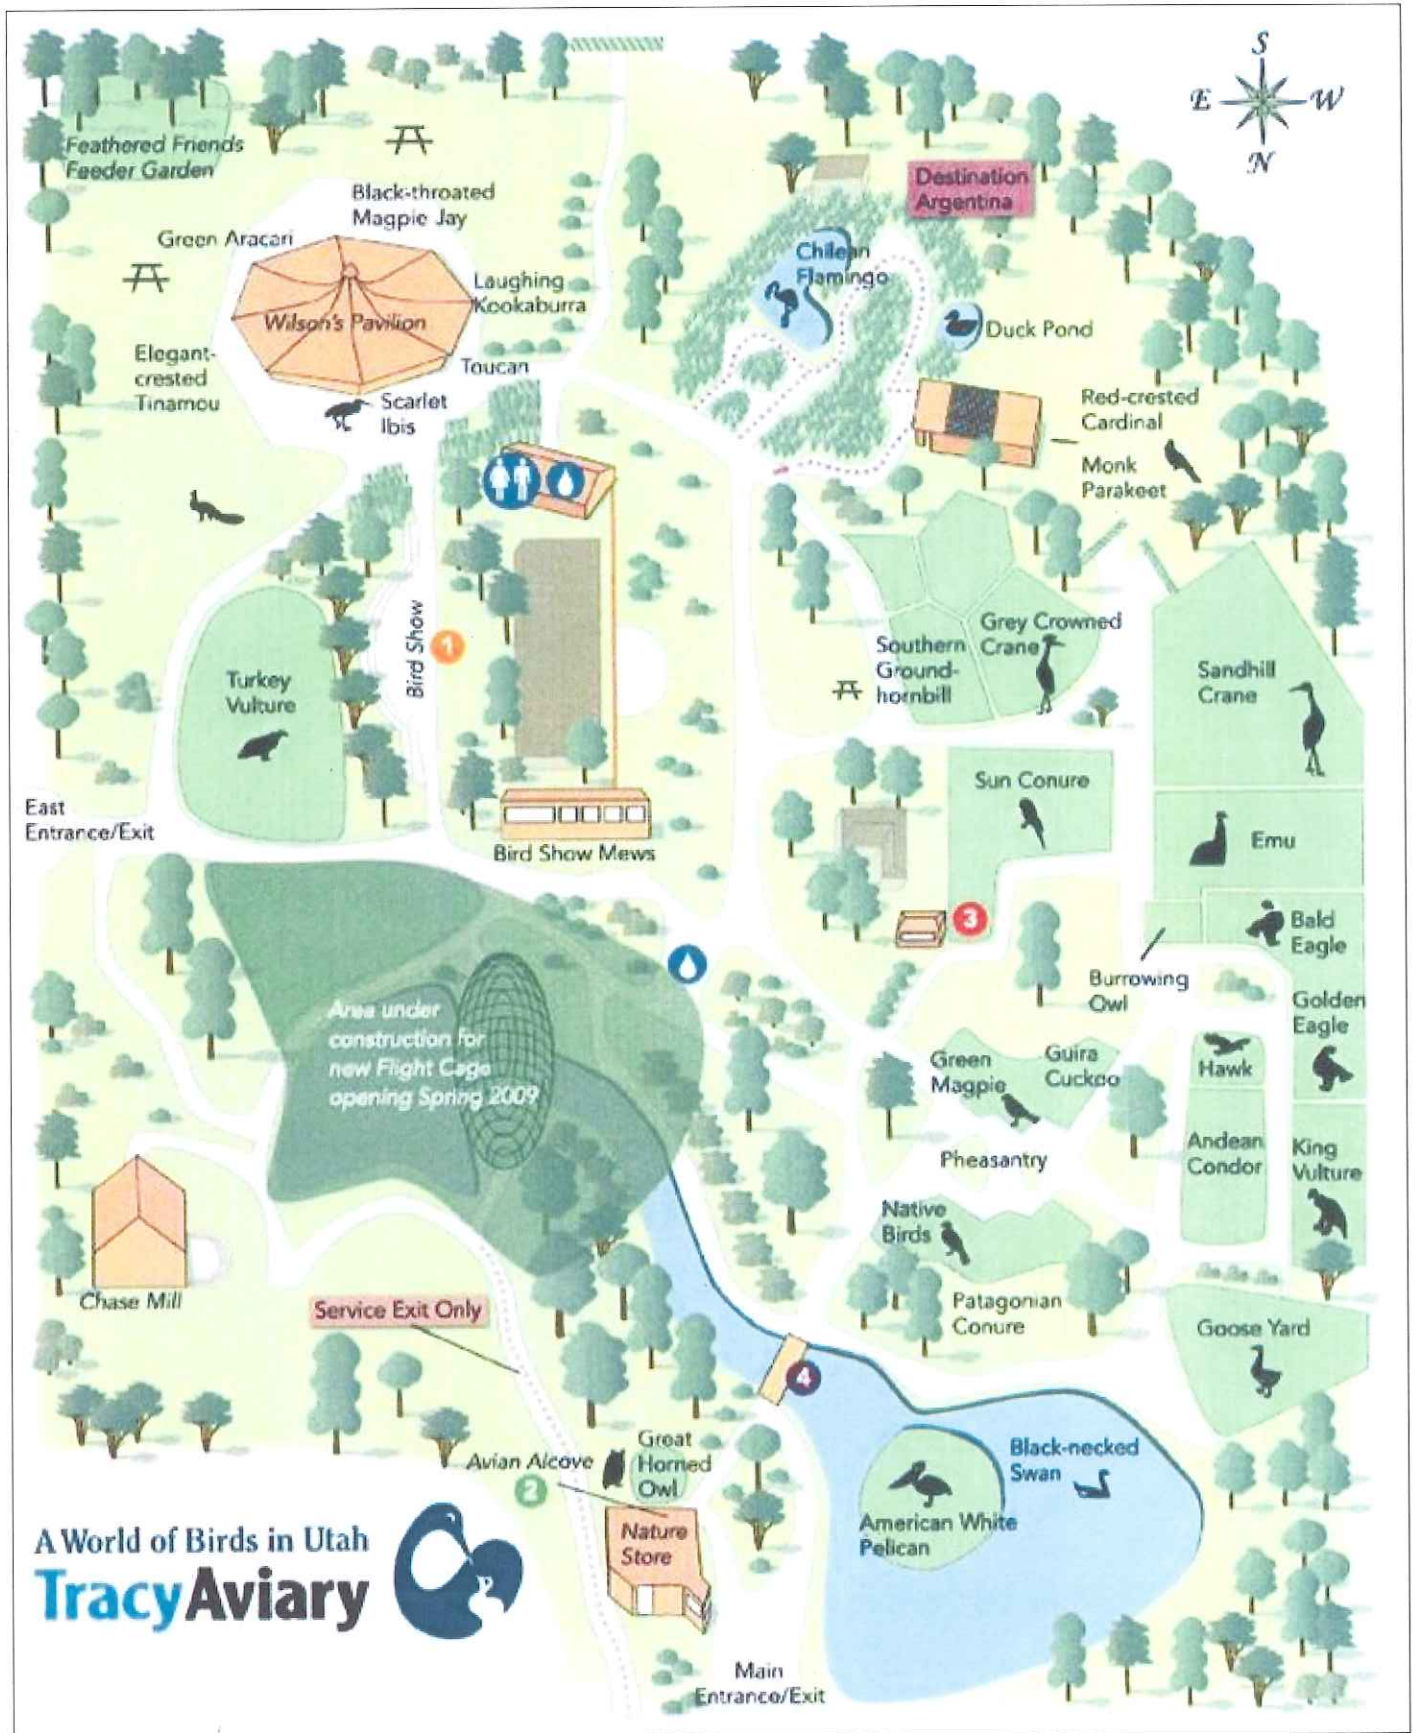 S
E
W
N
Feathered Friends
Feeder Garden
Black-throated
Magpie Jay
Green Aracari
Destination
Argentina
Chilean
Flamingo
Laughing
Kookaburra
Wilson's Pavilion
Duck Pond
Elegant-
crested
Tinamou
Toucan
Scarlet
Ibis
Red-crested
Cardinal
Monk
Parakeet
Bird Show
1
Grey Crowned
Crane
Southern
Ground-
hornbill
Turkey
Vulture
Sandhill
Crane
Sun Conure
East
Entrance/Exit
Emu
Bird Show Mews
3
Bald
Eagle
Burrowing
Owl
Golden
Eagle
Area under
construction for
new Flight Cage
opening Spring 2009
Green
Magpie
Guira
Cuckoo
Hawk
Andean
Condor
King
Vulture
Pheasantry
Native
Birds
Chase Mill
Service Exit Only
Patagonian
Conure
Goose Yard
4
Great
Horned
Owl
Avian Alcove
2
Black-necked
Swan
American White
Pelican
Nature
Store
A World of Birds in Utah
TracyAviary
Main
Entrance/Exit